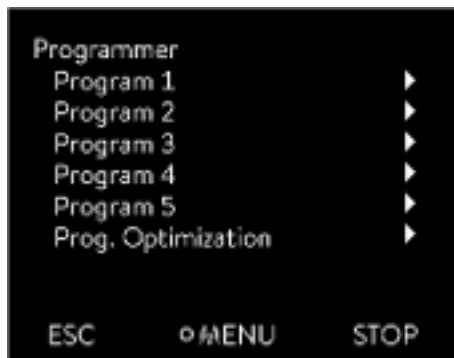 Programmer
Program 1
Program 2
Program 3
Program 4
Program 5
Prog. Optimization
ESC MENU STOP